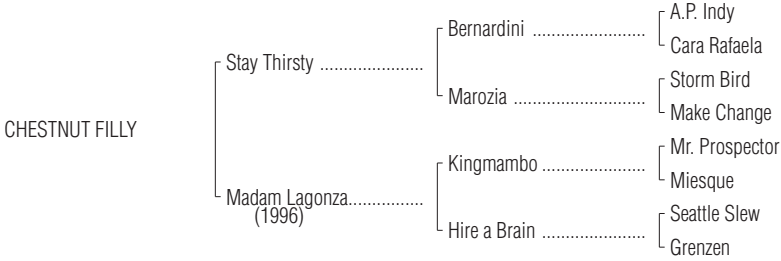 A.P. Indy
Bernardini ........................
Cara Rafaela
Stay Thirsty ......................
Storm Bird
Marozia ............................
Make Change
CHESTNUT FILLY
Mr. Prospector
Kingmambo ......................
Miesque
Madam Lagonza................
(1996)
Seattle Slew
Hire a Brain ......................
Grenzen